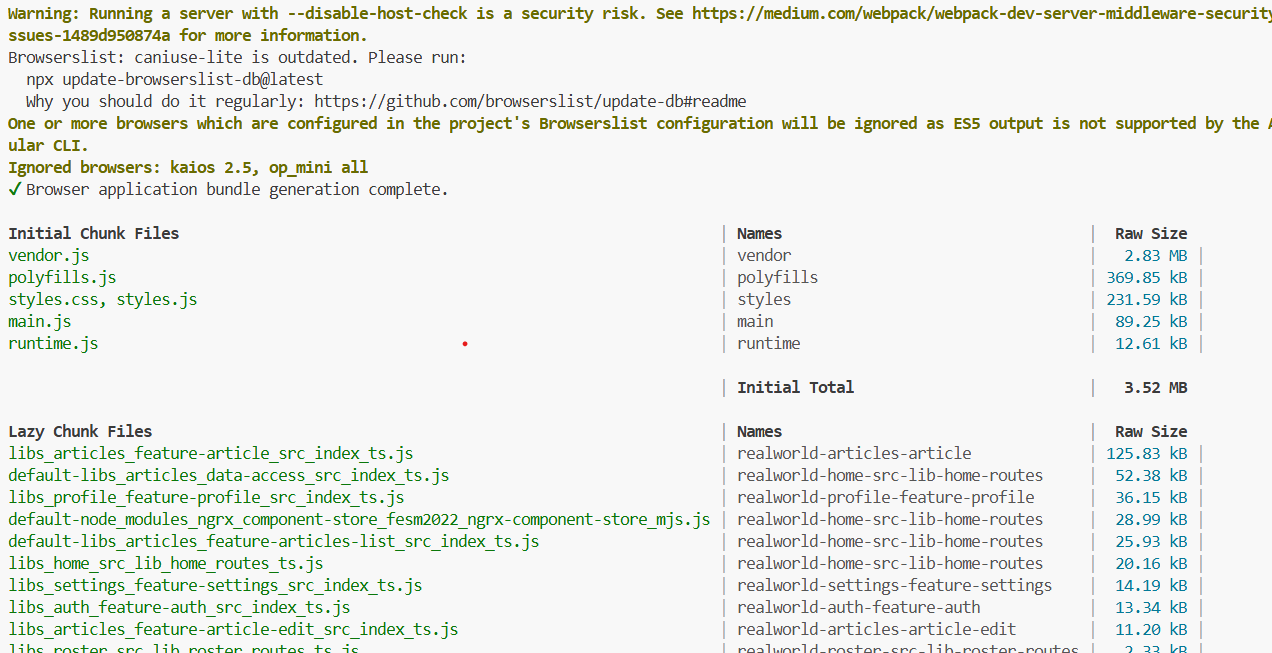 Warning: Running a server with --disable-host-check is a security risk. See https://medium.com/webpack/webpack-dev-server-middleware-security
ssues-1489d950874a for more information.
Browserslist: caniuse-lite is outdated. Please run:
  npx update-browserslist-db@latest
  Why you should do it regularly: https://github.com/browserslist/update-db#readme
One or more browsers which are configured in the project's Browserslist configuration will be ignored as ES5 output is not supported by the A
ular CLI.
Ignored browsers: kaios 2.5, op_mini all
✓ Browser application bundle generation complete.
Initial Chunk Files | Names | Raw Size
vendor.js | vendor | 2.83 MB |
polyfills.js | polyfills | 369.85 kB |
styles.css, styles.js | styles | 231.59 kB |
main.js | main | 89.25 kB |
runtime.js | runtime | 12.61 kB |
| Initial Total | 3.52 MB
Lazy Chunk Files | Names | Raw Size
libs_articles_feature-article_src_index_ts.js | realworld-articles-article | 125.83 kB |
default-libs_articles_data-access_src_index_ts.js | realworld-home-src-lib-home-routes | 52.38 kB |
libs_profile_feature-profile_src_index_ts.js | realworld-profile-feature-profile | 36.15 kB |
default-node_modules_ngrx_component-store_fesm2022_ngrx-component-store_mjs.js | realworld-home-src-lib-home-routes | 28.99 kB |
default-libs_articles_feature-articles-list_src_index_ts.js | realworld-home-src-lib-home-routes | 25.93 kB |
libs_home_src_lib_home_routes_ts.js | realworld-home-src-lib-home-routes | 20.16 kB |
libs_settings_feature-settings_src_index_ts.js | realworld-settings-feature-settings | 14.19 kB |
libs_auth_feature-auth_src_index_ts.js | realworld-auth-feature-auth | 13.34 kB |
libs_articles_feature-article-edit_src_index_ts.js | realworld-articles-article-edit | 11.20 kB |
libs_roster_src_lib_roster_routes_ts.js | realworld-roster-src-lib-roster-routes | 2.33 kB |